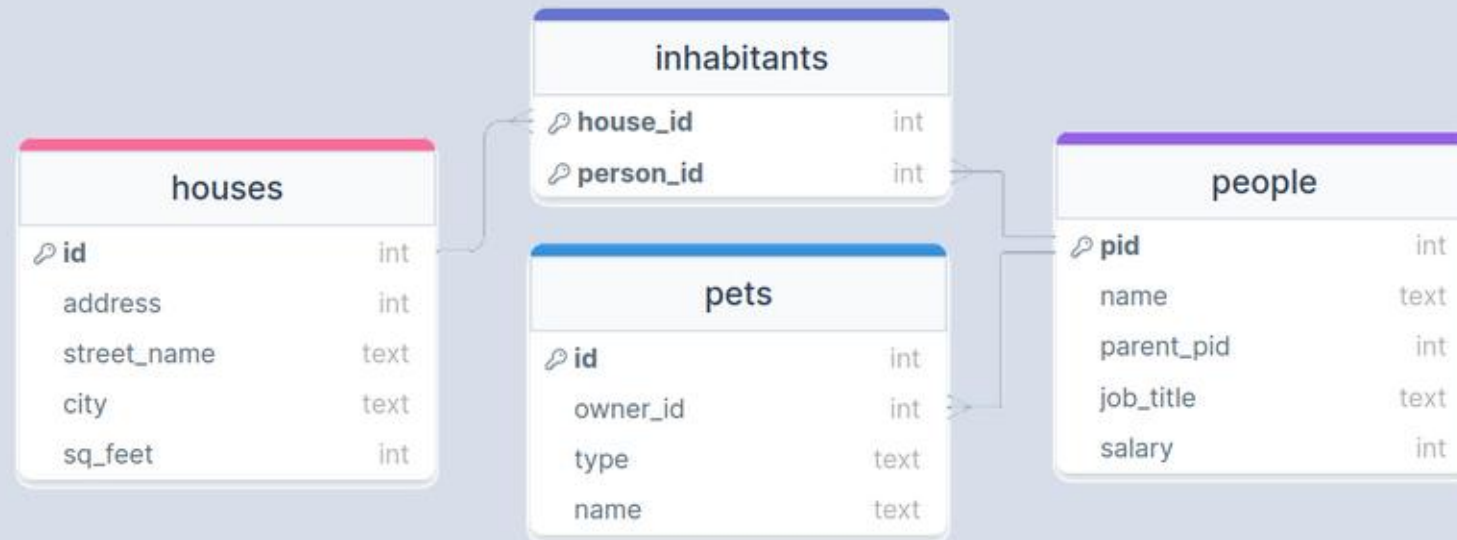 inhabitants
house_id int
person_id int
houses
id int
address int
street_name text
city text
sq_feet int
pets
id int
owner_id int
type text
name text
people
pid int
name text
parent_pid int
job_title text
salary int